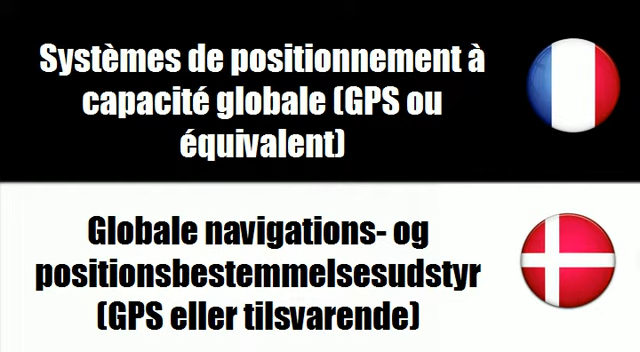 Systèmes de positionnement à
capacité globale (GPS ou
équivalent)
Globale navigations- og
positionsbestemmelsesudstyr
(GPS eller tilsvarende)